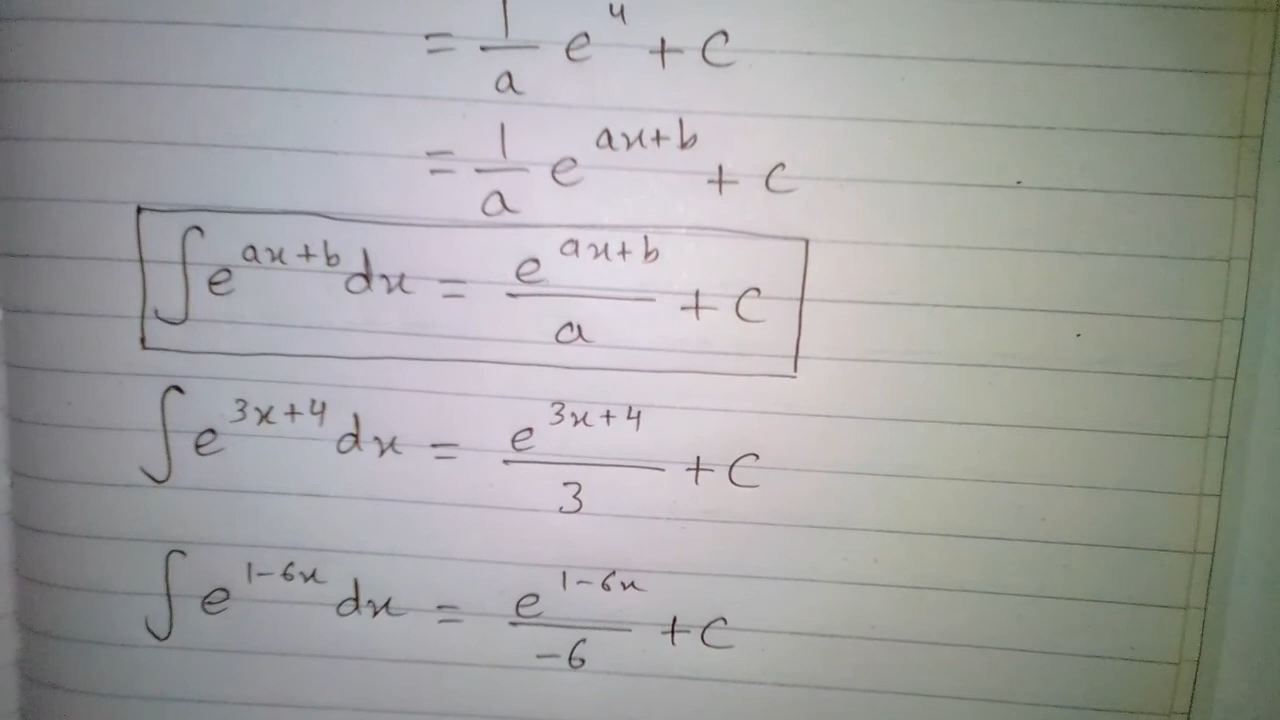 = 1/a e^u + C
= 1/a e^{ax+b} + C
∫e^{ax+b} dx = e^{ax+b}/a + C
∫e^{3x+4} dx = e^{3x+4}/3 + C
∫e^{1-6x} dx = e^{1-6x}/-6 + C